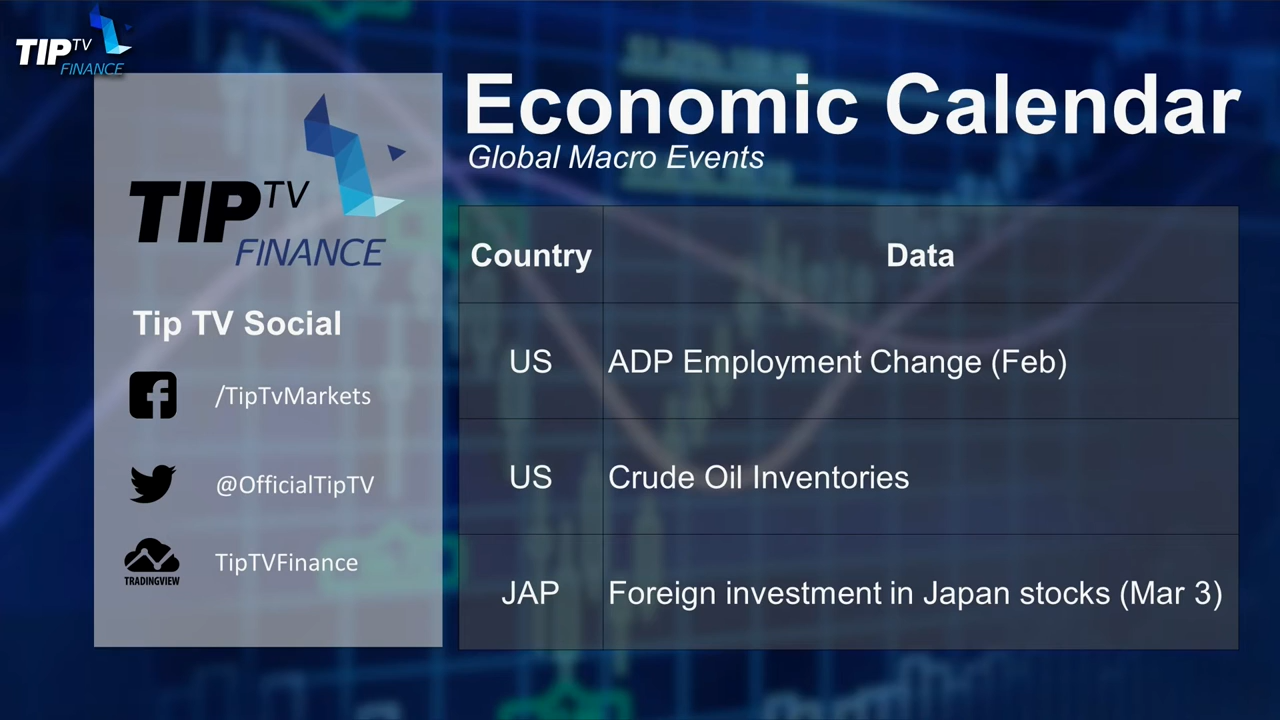 TIP TV
FINANCE
Economic Calendar
Global Macro Events
TIP TV
FINANCE
Tip TV Social
/TipTvMarkets
@OfficialTipTV
TRADINGVIEW
TipTVFinance
Country Data
US ADP Employment Change (Feb)
US Crude Oil Inventories
JAP Foreign investment in Japan stocks (Mar 3)